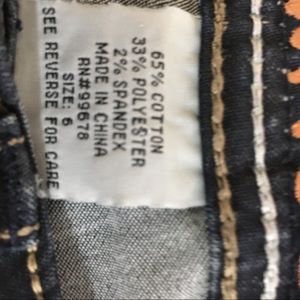 65% COTTON
33% POLYESTER
2% SPANDEX
MADE IN CHINA
RN#99678
SIZE: 6
SEE REVERSE FOR CARE